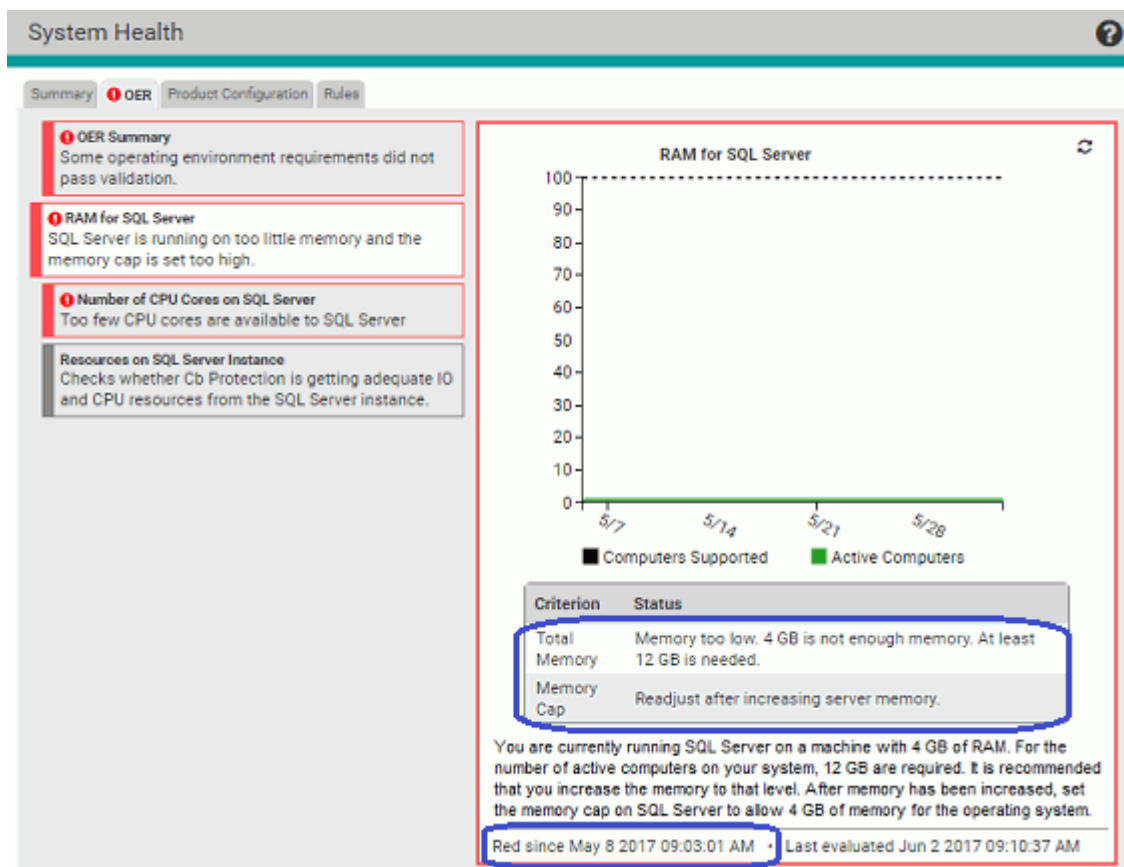 System Health
Summary OER Product Configuration Rules
OER Summary
Some operating environment requirements did not
pass validation.
RAM for SQL Server
SQL Server is running on too little memory and the
memory cap is set too high.
Number of CPU Cores on SQL Server
Too few CPU cores are available to SQL Server
Resources on SQL Server Instance
Checks whether Cb Protection is getting adequate IO
and CPU resources from the SQL Server instance.
RAM for SQL Server
100
90
80
70
60
50
40
30
20
10
0
5/7 5/14 5/21 5/28
Computers Supported Active Computers
Criterion Status
Total Memory too low. 4 GB is not enough memory. At least
Memory 12 GB is needed.
Memory
Cap Readjust after increasing server memory.
You are currently running SQL Server on a machine with 4 GB of RAM. For the
number of active computers on your system, 12 GB are required. It is recommended
that you increase the memory to that level. After memory has been increased, set
the memory cap on SQL Server to allow 4 GB of memory for the operating system.
Red since May 8 2017 09:03:01 AM • Last evaluated Jun 2 2017 09:10:37 AM